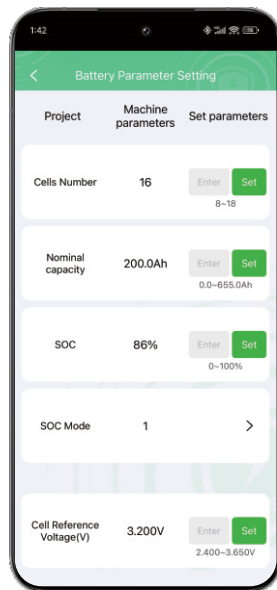 1:42
Battery Parameter Setting
Project
Machine
parameters
Set parameters
Cells Number
16
Enter
Set
8~18
Nominal
capacity
200.0Ah
Enter
Set
0.0~655.0Ah
SOC
86%
Enter
Set
0~100%
SOC Mode
1
Cell Reference
Voltage(V)
3.200V
Enter
Set
2.400~3.650V